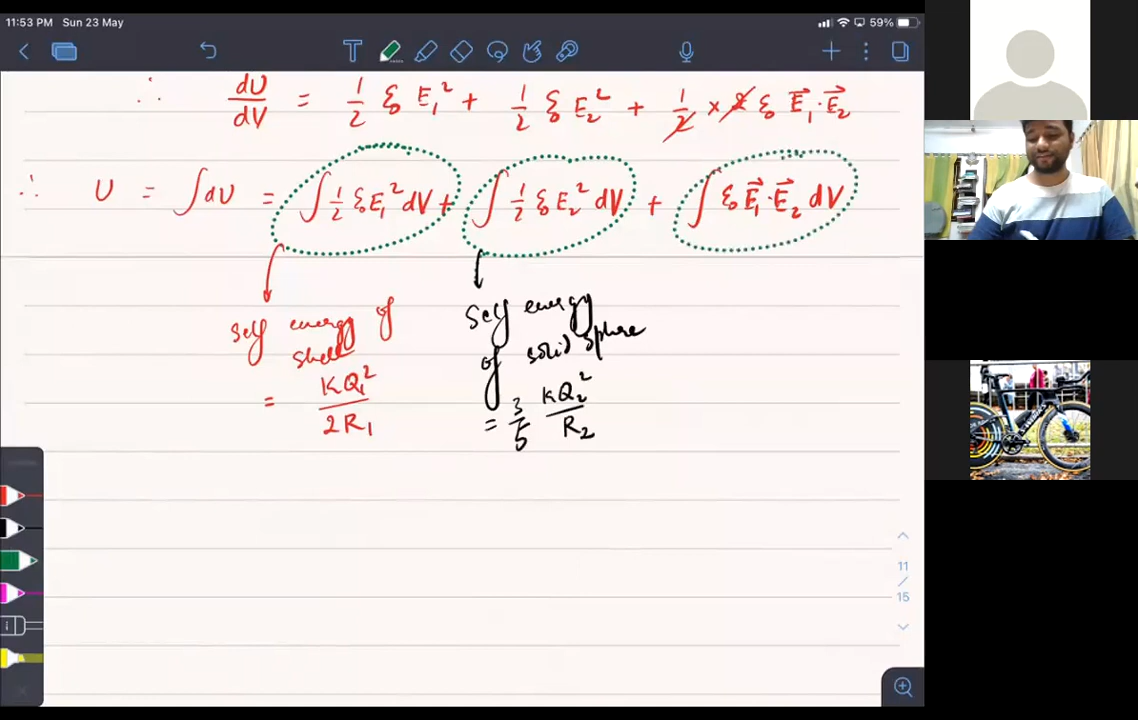 11:53 PM Sun 23 May
59%
∴ dU/dV = 1/2 ε₀ E₁² + 1/2 ε₀ E₂² + 1/2 × 2 ε₀ E₁⃗ · E₂⃗
∴ U = ∫dU = ∫ 1/2 ε₀ E₁² dV + ∫ 1/2 ε₀ E₂² dV + ∫ ε₀ E₁⃗ · E₂⃗ dV
Self energy of
shell
= KQ₁² / 2R₁
Self energy
of solid sphere
= 3/5 KQ₂² / R₂
11
/
15